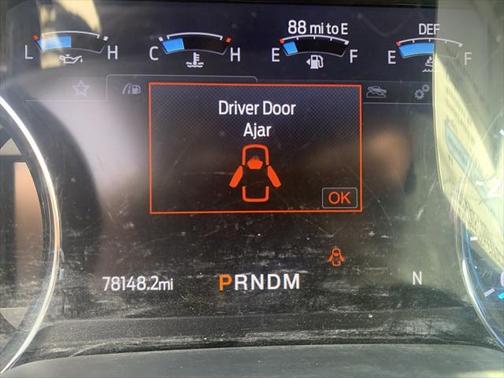 88 mi to E
DEF
L H C H E F E F
Driver Door
Ajar
OK
78148.2mi PRNDM N